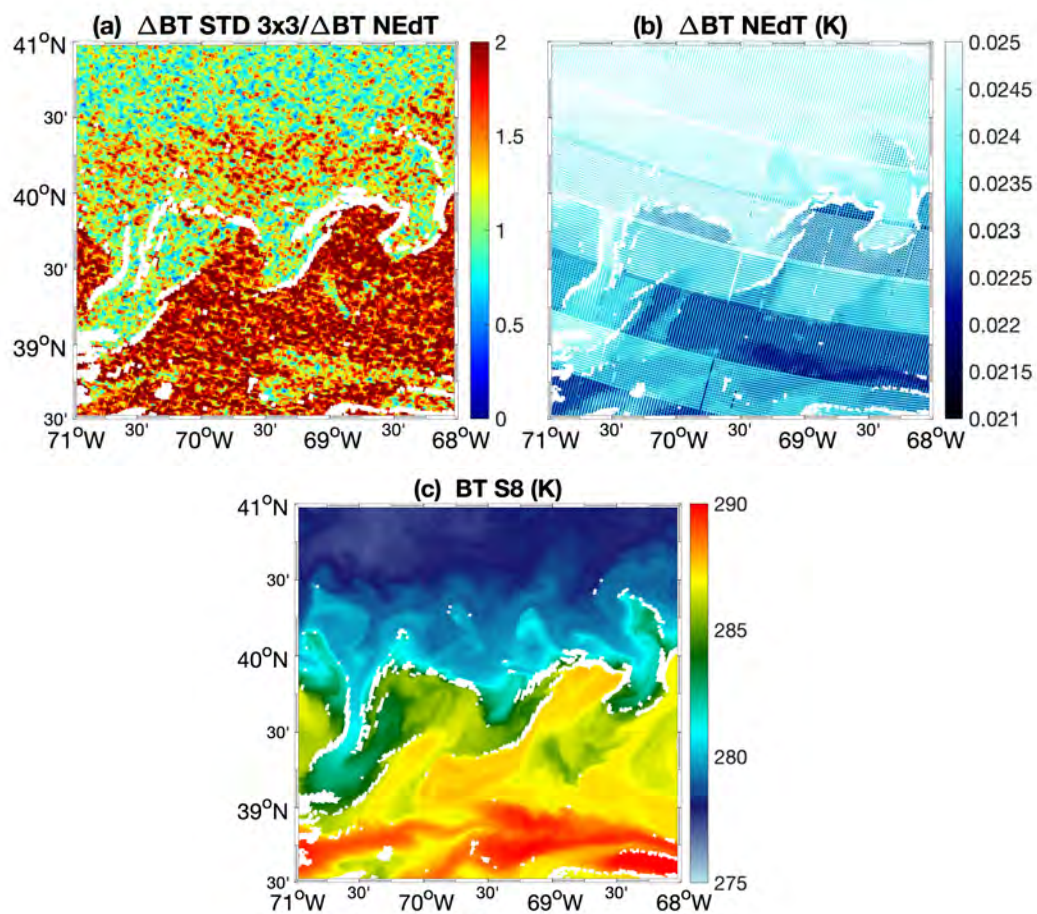 (a) △BT STD 3x3/△BT NEdT
41°N
30'
40°N
30'
39°N
30'
71°W 30' 70°W 30' 69°W 30' 68°W
2
1.5
1
0.5
0
(b) △BT NEdT (K)
71°W 30' 70°W 30' 69°W 30' 68°W
0.025
0.0245
0.024
0.0235
0.023
0.0225
0.022
0.0215
0.021
(c) BT S8 (K)
41°N
30'
40°N
30'
39°N
30'
71°W 30' 70°W 30' 69°W 30' 68°W
290
285
280
275